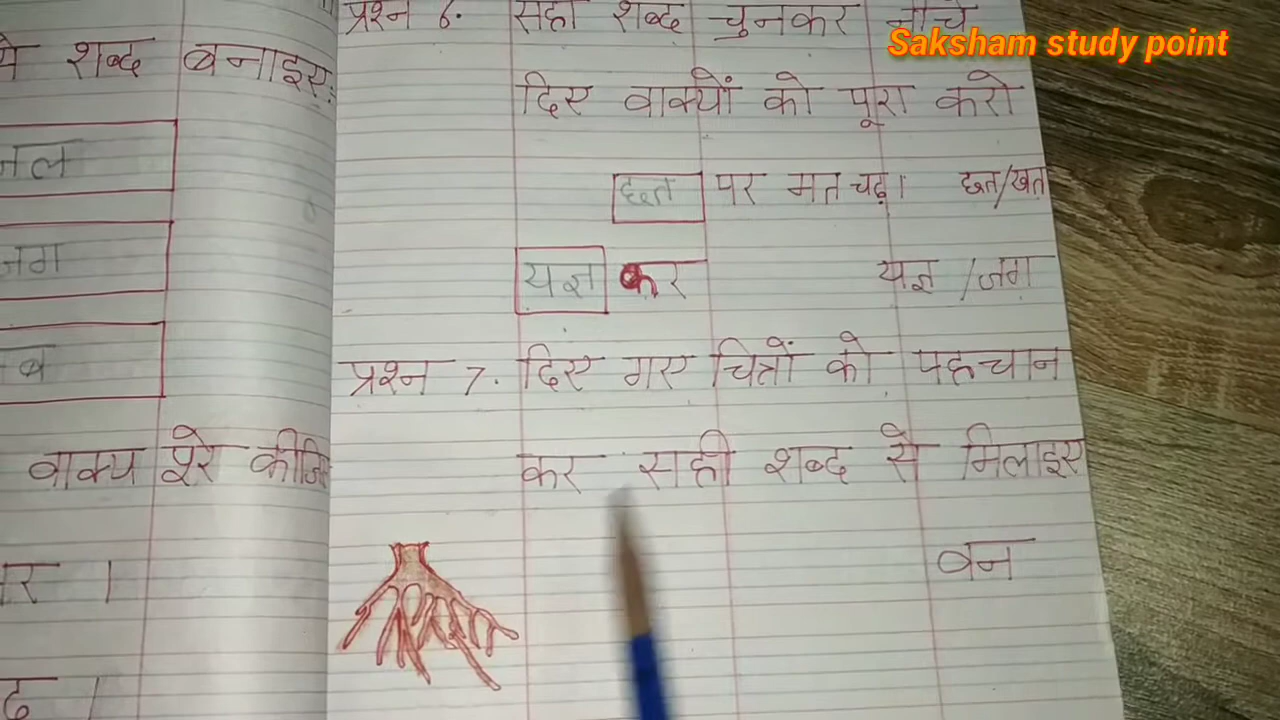 Saksham study point
से शब्द बनाइए:
जल
जग
ब
वाक्य पूरे कीजि
प्रश्न 6. सही शब्द चुनकर नीचे
दिए वाक्यों को पूरा करो
छत पर मत चढ़। छत/खत
यज्ञ कर यज्ञ /जग
प्रश्न 7. दिए गए चित्रों को पहचान
कर सही शब्द से मिलाइए
वन